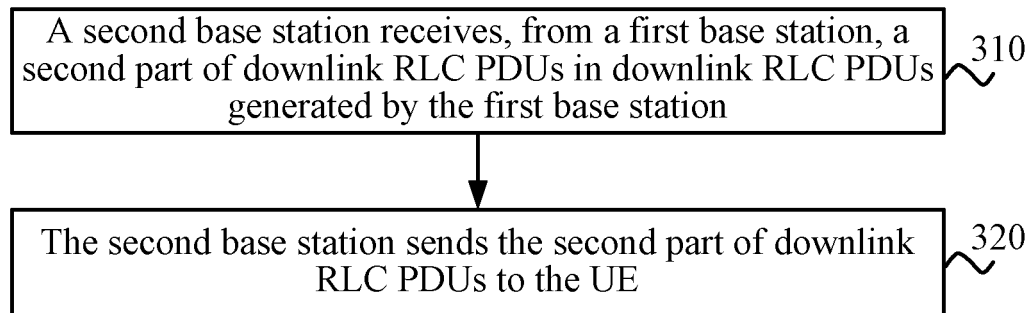 A second base station receives, from a first base station, a
second part of downlink RLC PDUs in downlink RLC PDUs
generated by the first base station
310
The second base station sends the second part of downlink
RLC PDUs to the UE
320